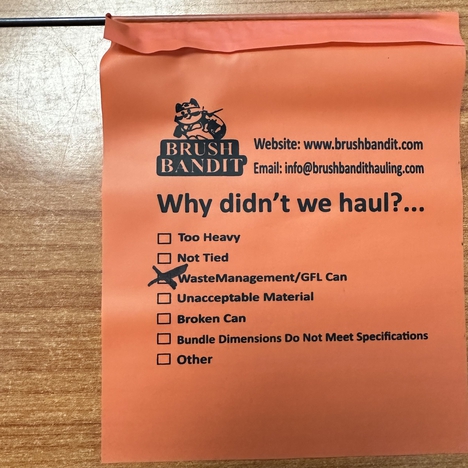 BRUSH
BANDIT
Website: www.brushbandit.com
Email: info@brushbandithauling.com
Why didn't we haul?...
Too Heavy
Not Tied
WasteManagement/GFL Can
Unacceptable Material
Broken Can
Bundle Dimensions Do Not Meet Specifications
Other